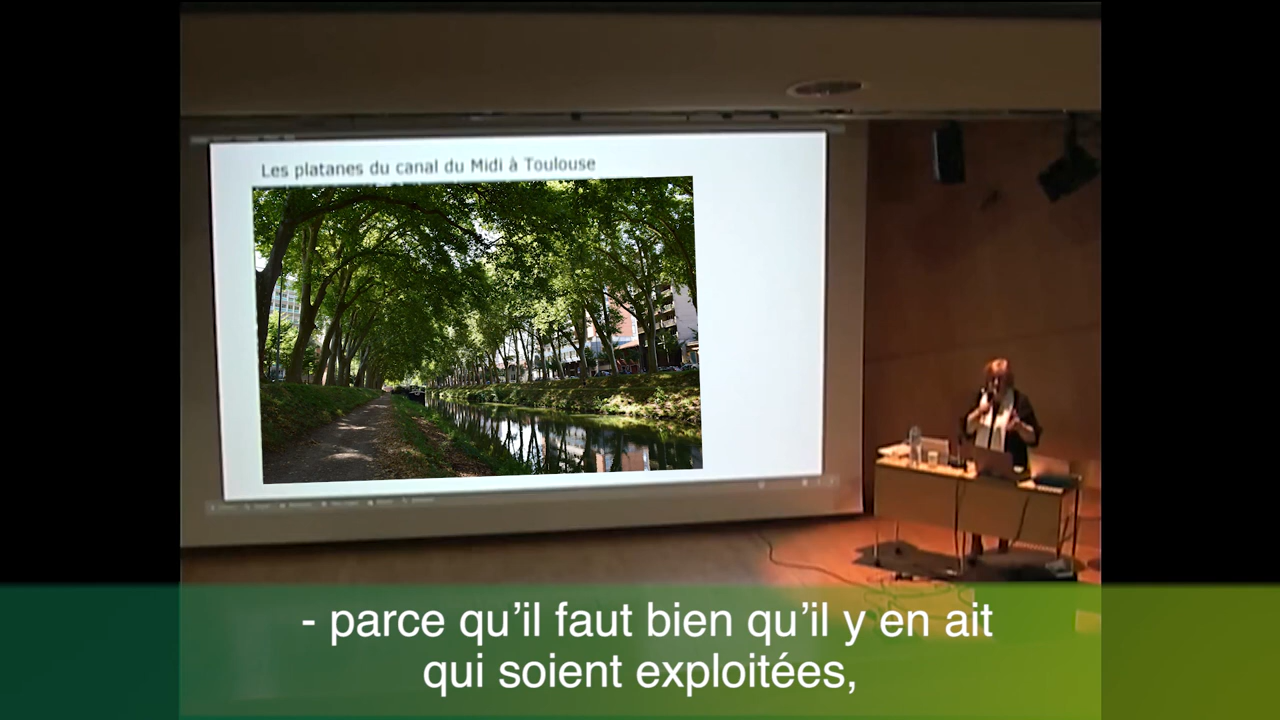 Les platanes du canal du Midi à Toulouse
- parce qu’il faut bien qu’il y en ait
qui soient exploitées,